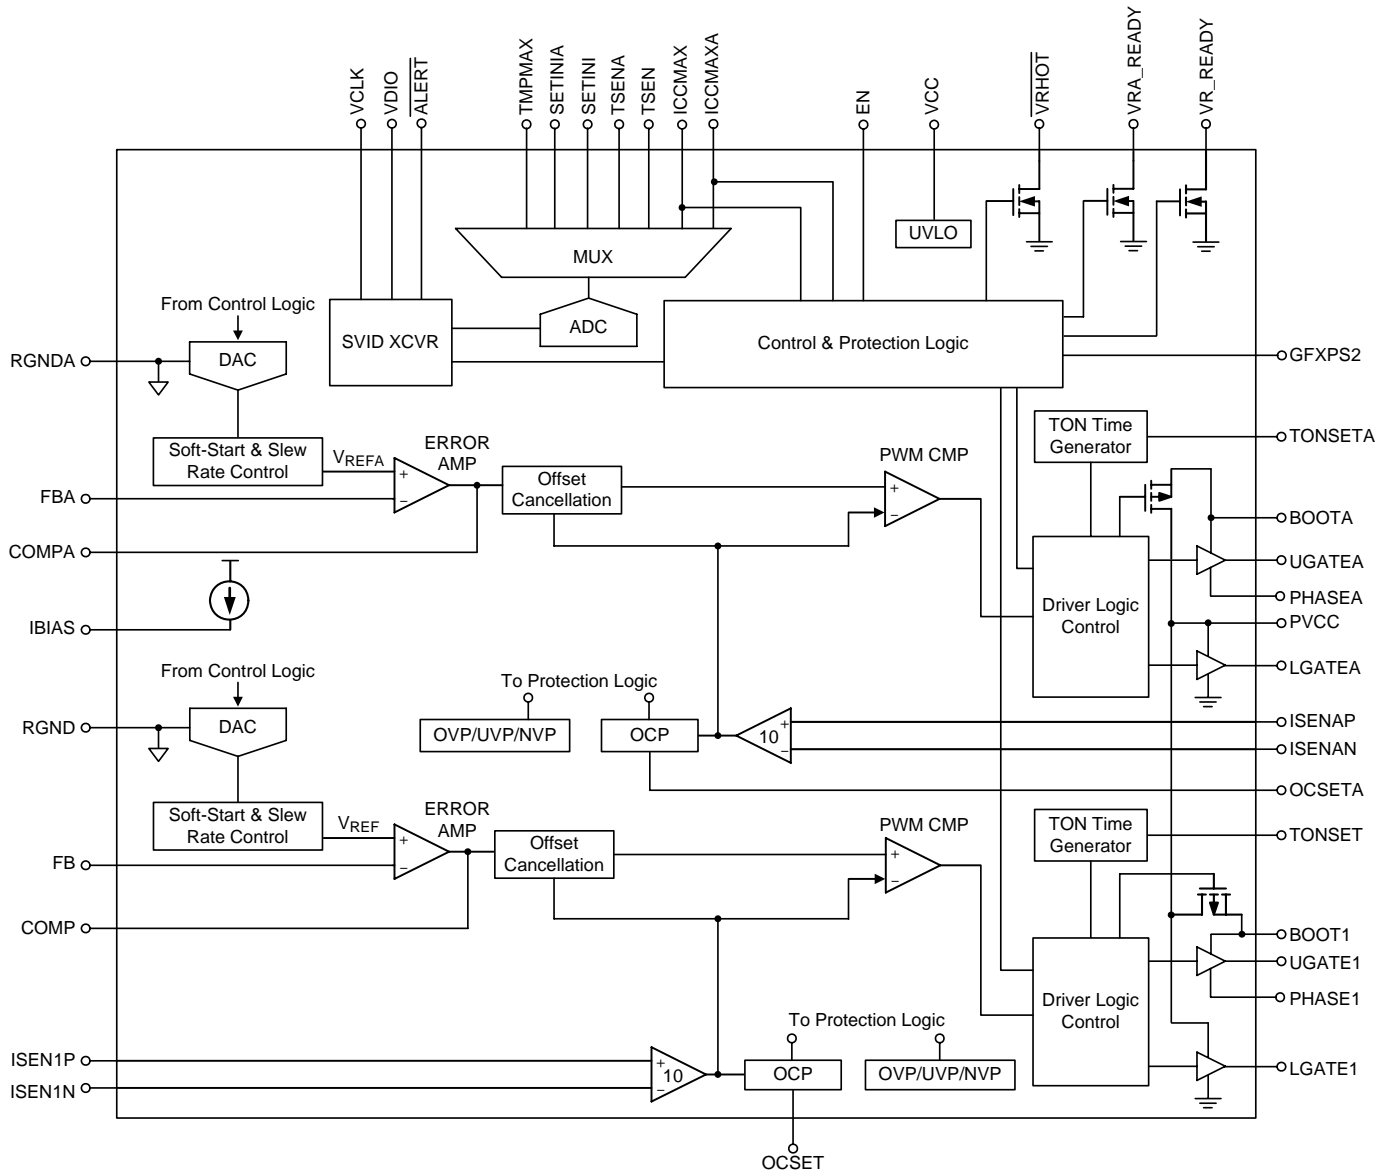 VCLK
VDIO
ALERT
TMPMAX
SETINIA
SETINI
TSENA
TSEN
ICCMAX
ICCMAXA
EN
VCC
VRHOT
VRA_READY
VR_READY
UVLO
MUX
ADC
SVID XCVR
Control & Protection Logic
From Control Logic
DAC
RGNDA
GFXPS2
Soft-Start & Slew
Rate Control
VREFA
ERROR
AMP
+
−
Offset
Cancellation
PWM CMP
+
−
TON Time
Generator
TONSETA
FBA
COMPA
IBIAS
BOOTA
UGATEA
PHASEA
PVCC
LGATEA
Driver Logic
Control
From Control Logic
DAC
RGND
To Protection Logic
OVP/UVP/NVP
OCP
10
+
−
ISENAP
ISENAN
OCSETA
Soft-Start & Slew
Rate Control
VREF
ERROR
AMP
+
−
Offset
Cancellation
PWM CMP
+
−
TON Time
Generator
TONSET
FB
COMP
BOOT1
UGATE1
PHASE1
LGATE1
Driver Logic
Control
To Protection Logic
ISEN1P
ISEN1N
+
−
10
OCP
OVP/UVP/NVP
OCSET